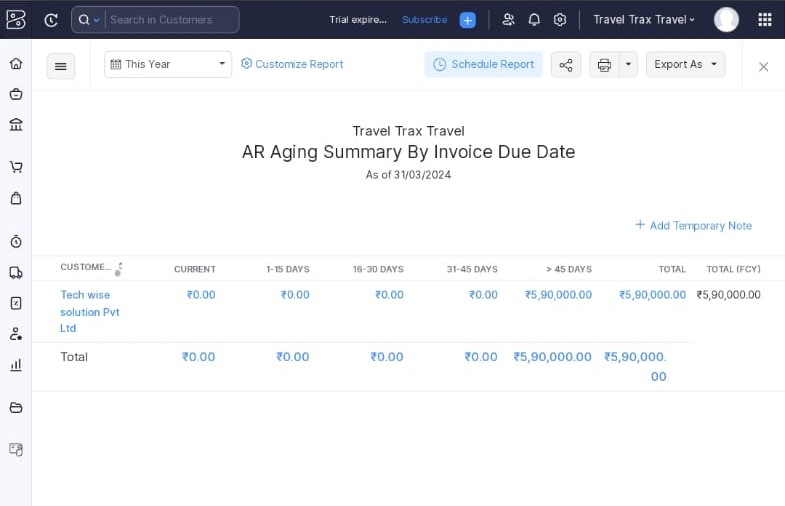 Search in Customers Trial expire... Subscribe Travel Trax Travel
This Year Customize Report Schedule Report Export As
Travel Trax Travel
AR Aging Summary By Invoice Due Date
As of 31/03/2024
Add Temporary Note
CUSTOME... CURRENT 1-15 DAYS 16-30 DAYS 31-45 DAYS > 45 DAYS TOTAL TOTAL (FCY)
Tech wise ₹0.00 ₹0.00 ₹0.00 ₹0.00 ₹5,90,000.00 ₹5,90,000.00 ₹5,90,000.00
solution Pvt
Ltd
Total ₹0.00 ₹0.00 ₹0.00 ₹0.00 ₹5,90,000.00 ₹5,90,000.
00